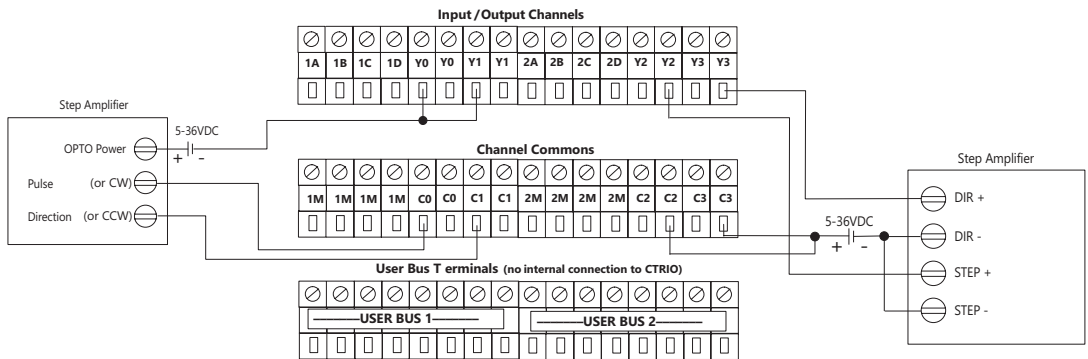 Input / Output Channels
1A 1B 1C 1D Y0 Y0 Y1 Y1 2A 2B 2C 2D Y2 Y2 Y3 Y3
Step Amplifier
OPTO Power
5-36VDC
+ -
Pulse (or CW)
Direction (or CCW)
Channel Commons
1M 1M 1M 1M C0 C0 C1 C1 2M 2M 2M 2M C2 C2 C3 C3
5-36VDC
+ -
Step Amplifier
DIR +
DIR -
STEP +
STEP -
User Bus T erminals (no internal connection to CTRIO)
USER BUS 1
USER BUS 2